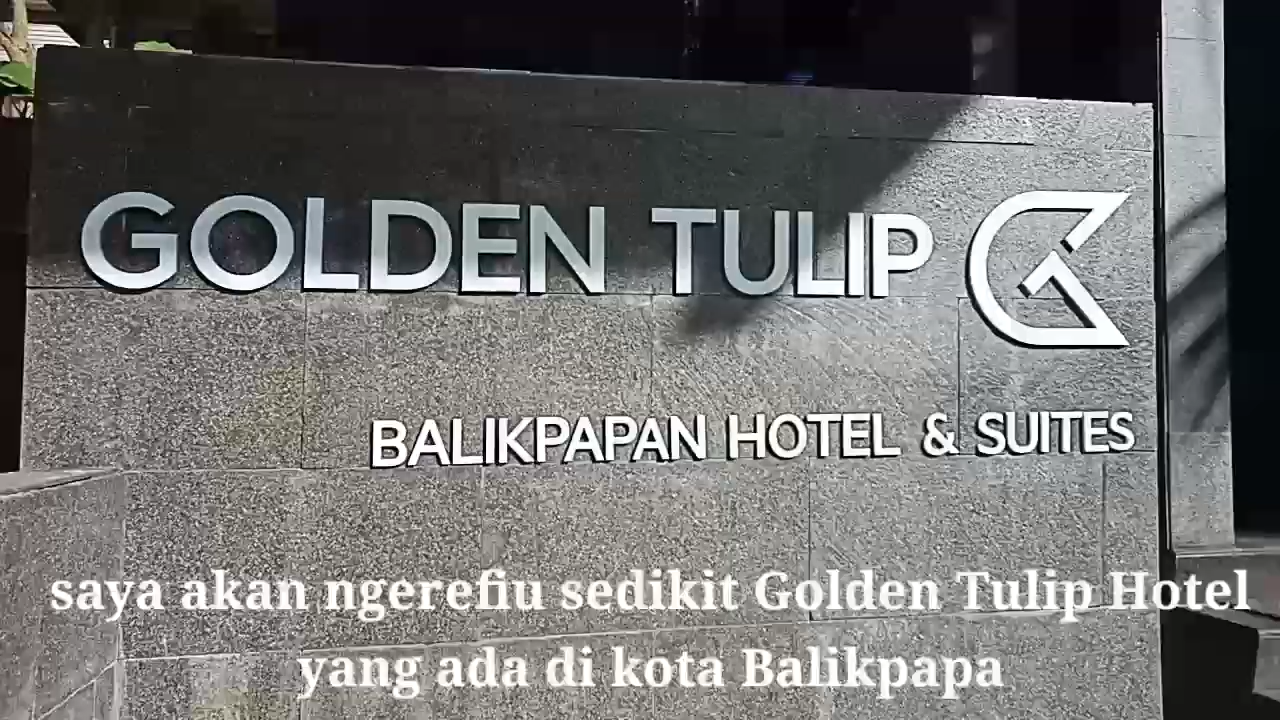 GOLDEN TULIP
BALIKPAPAN HOTEL & SUITES
saya akan ngerefiu sedikit Golden Tulip Hotel
yang ada di kota Balikpapa